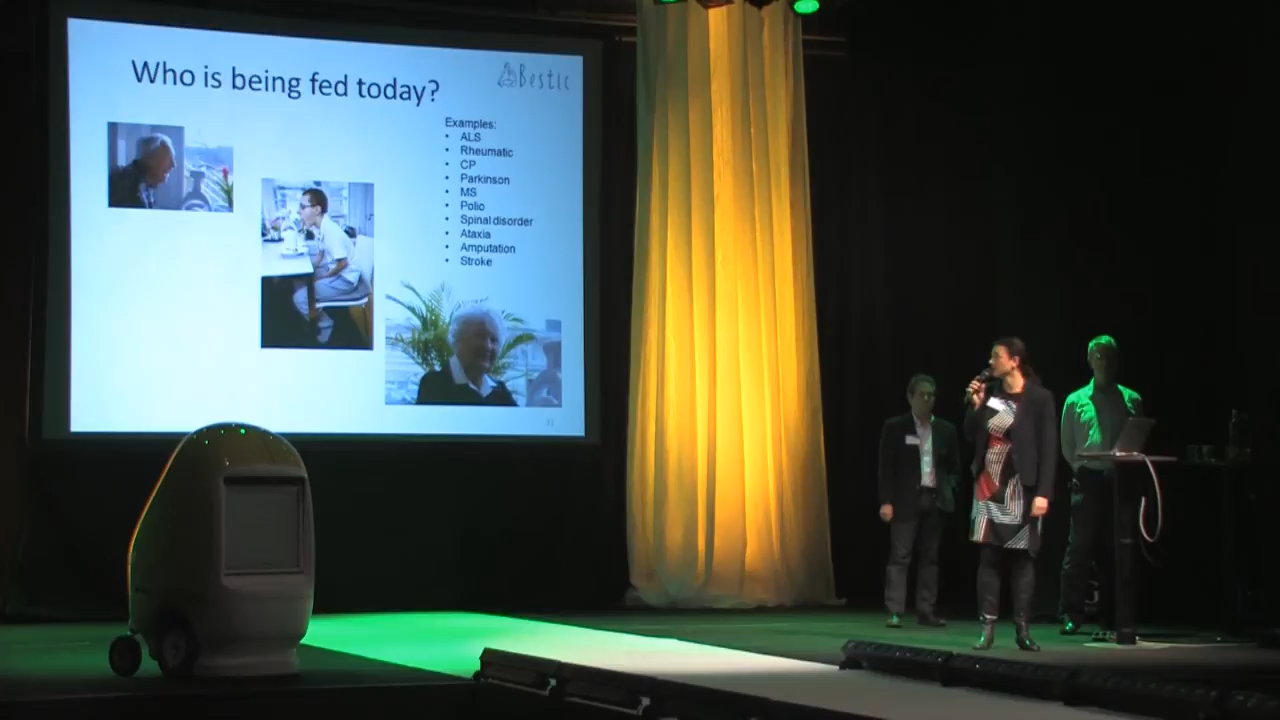 Who is being fed today?
Bestic
Examples:
• ALS
• Rheumatic
• CP
• Parkinson
• MS
• Polio
• Spinal disorder
• Ataxia
• Amputation
• Stroke